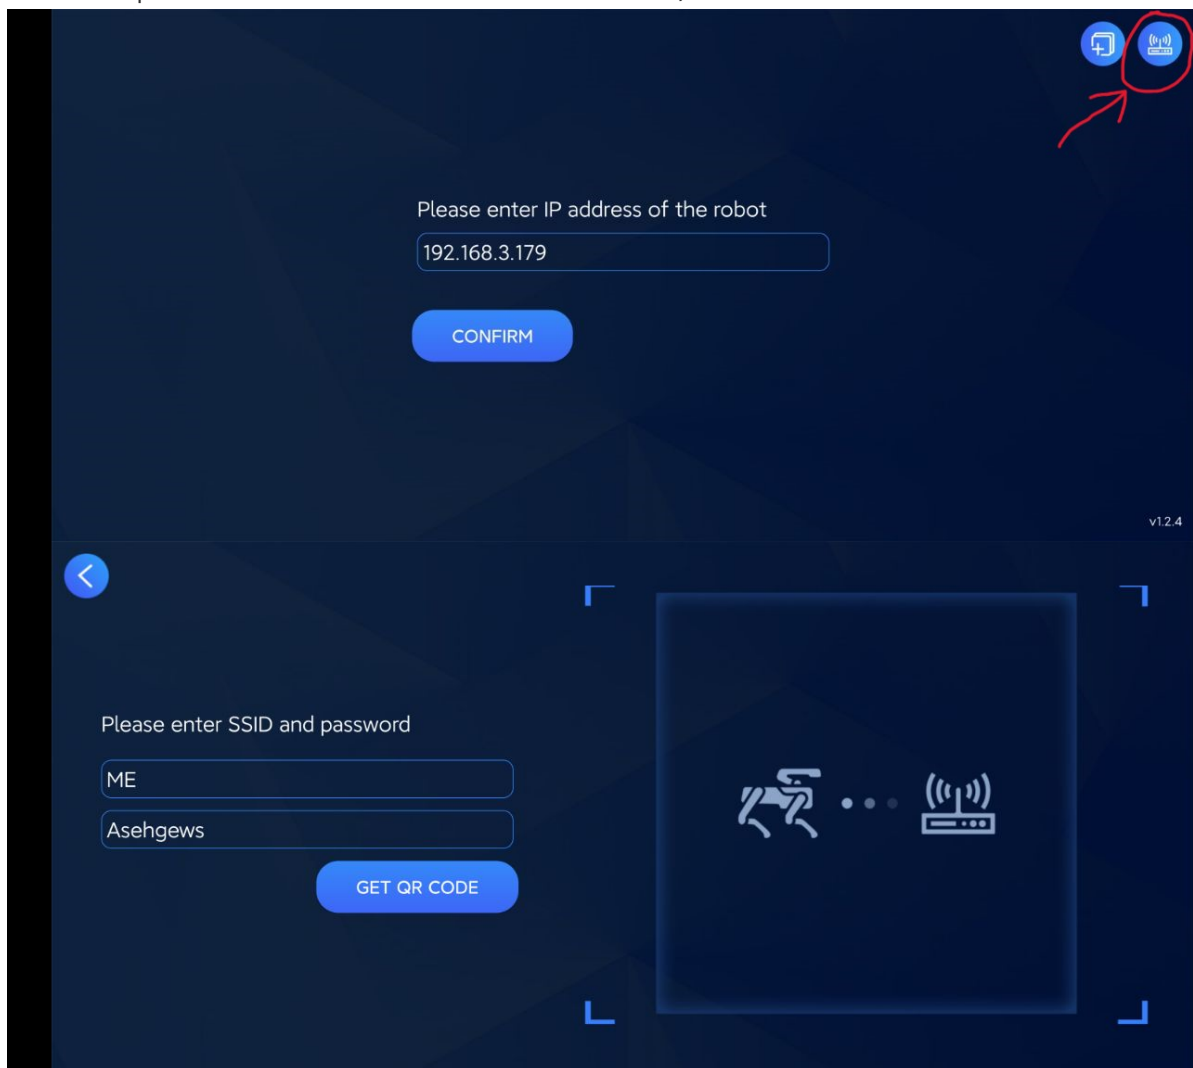 Please enter IP address of the robot
192.168.3.179
CONFIRM
v1.2.4
Please enter SSID and password
ME
Asehgews
GET QR CODE